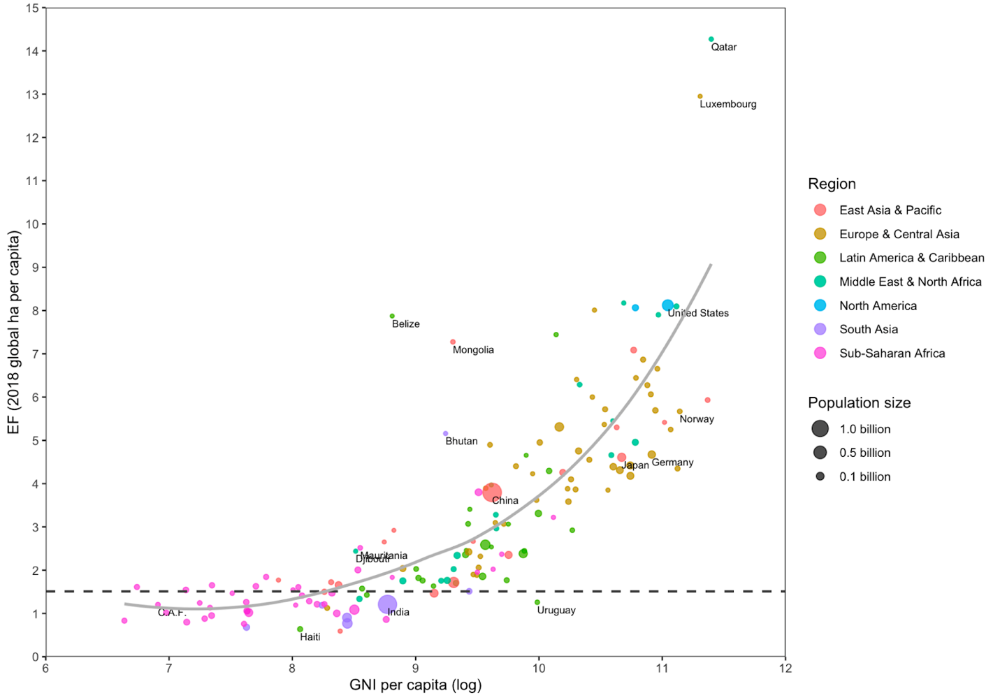 15
14
13
12
11
10
9
8
7
6
5
4
3
2
1
0
EF (2018 global ha per capita)
Qatar
Luxembourg
United States
Belize
Mongolia
Norway
Bhutan
Japan
Germany
China
Mauritania
Djibouti
C.A.F.
India
Uruguay
Haiti
6 7 8 9 10 11 12
GNI per capita (log)
Region
East Asia & Pacific
Europe & Central Asia
Latin America & Caribbean
Middle East & North Africa
North America
South Asia
Sub-Saharan Africa
Population size
1.0 billion
0.5 billion
0.1 billion